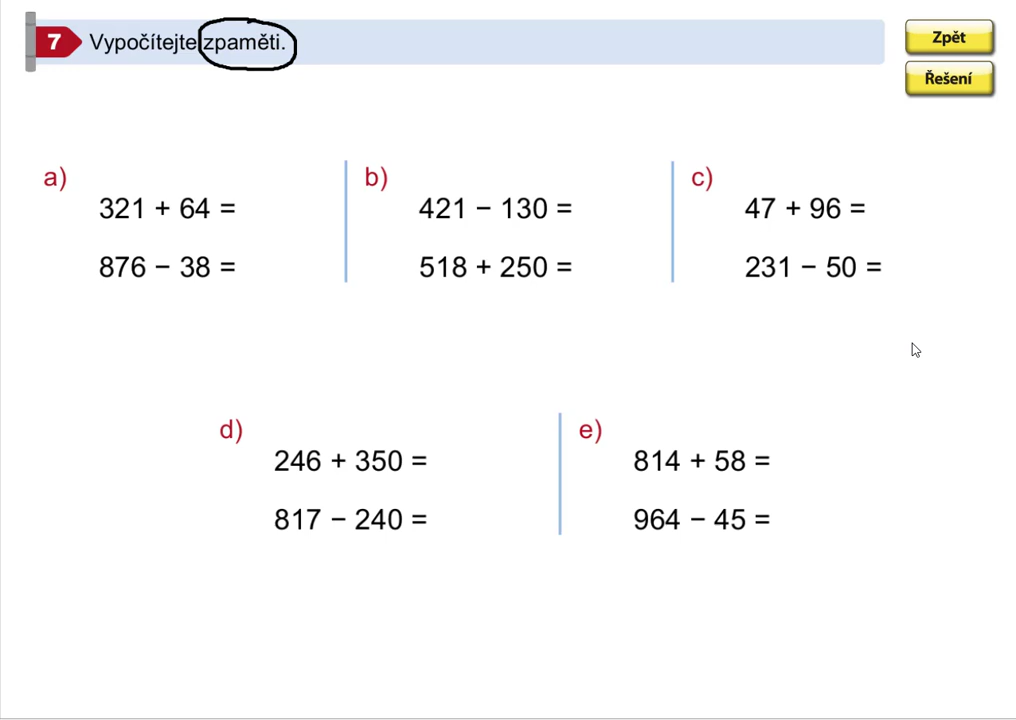 7 Vypočítejte zpaměti.
Zpět
Řešení
a)
321 + 64 =
876 − 38 =
b)
421 − 130 =
518 + 250 =
c)
47 + 96 =
231 − 50 =
d)
246 + 350 =
817 − 240 =
e)
814 + 58 =
964 − 45 =